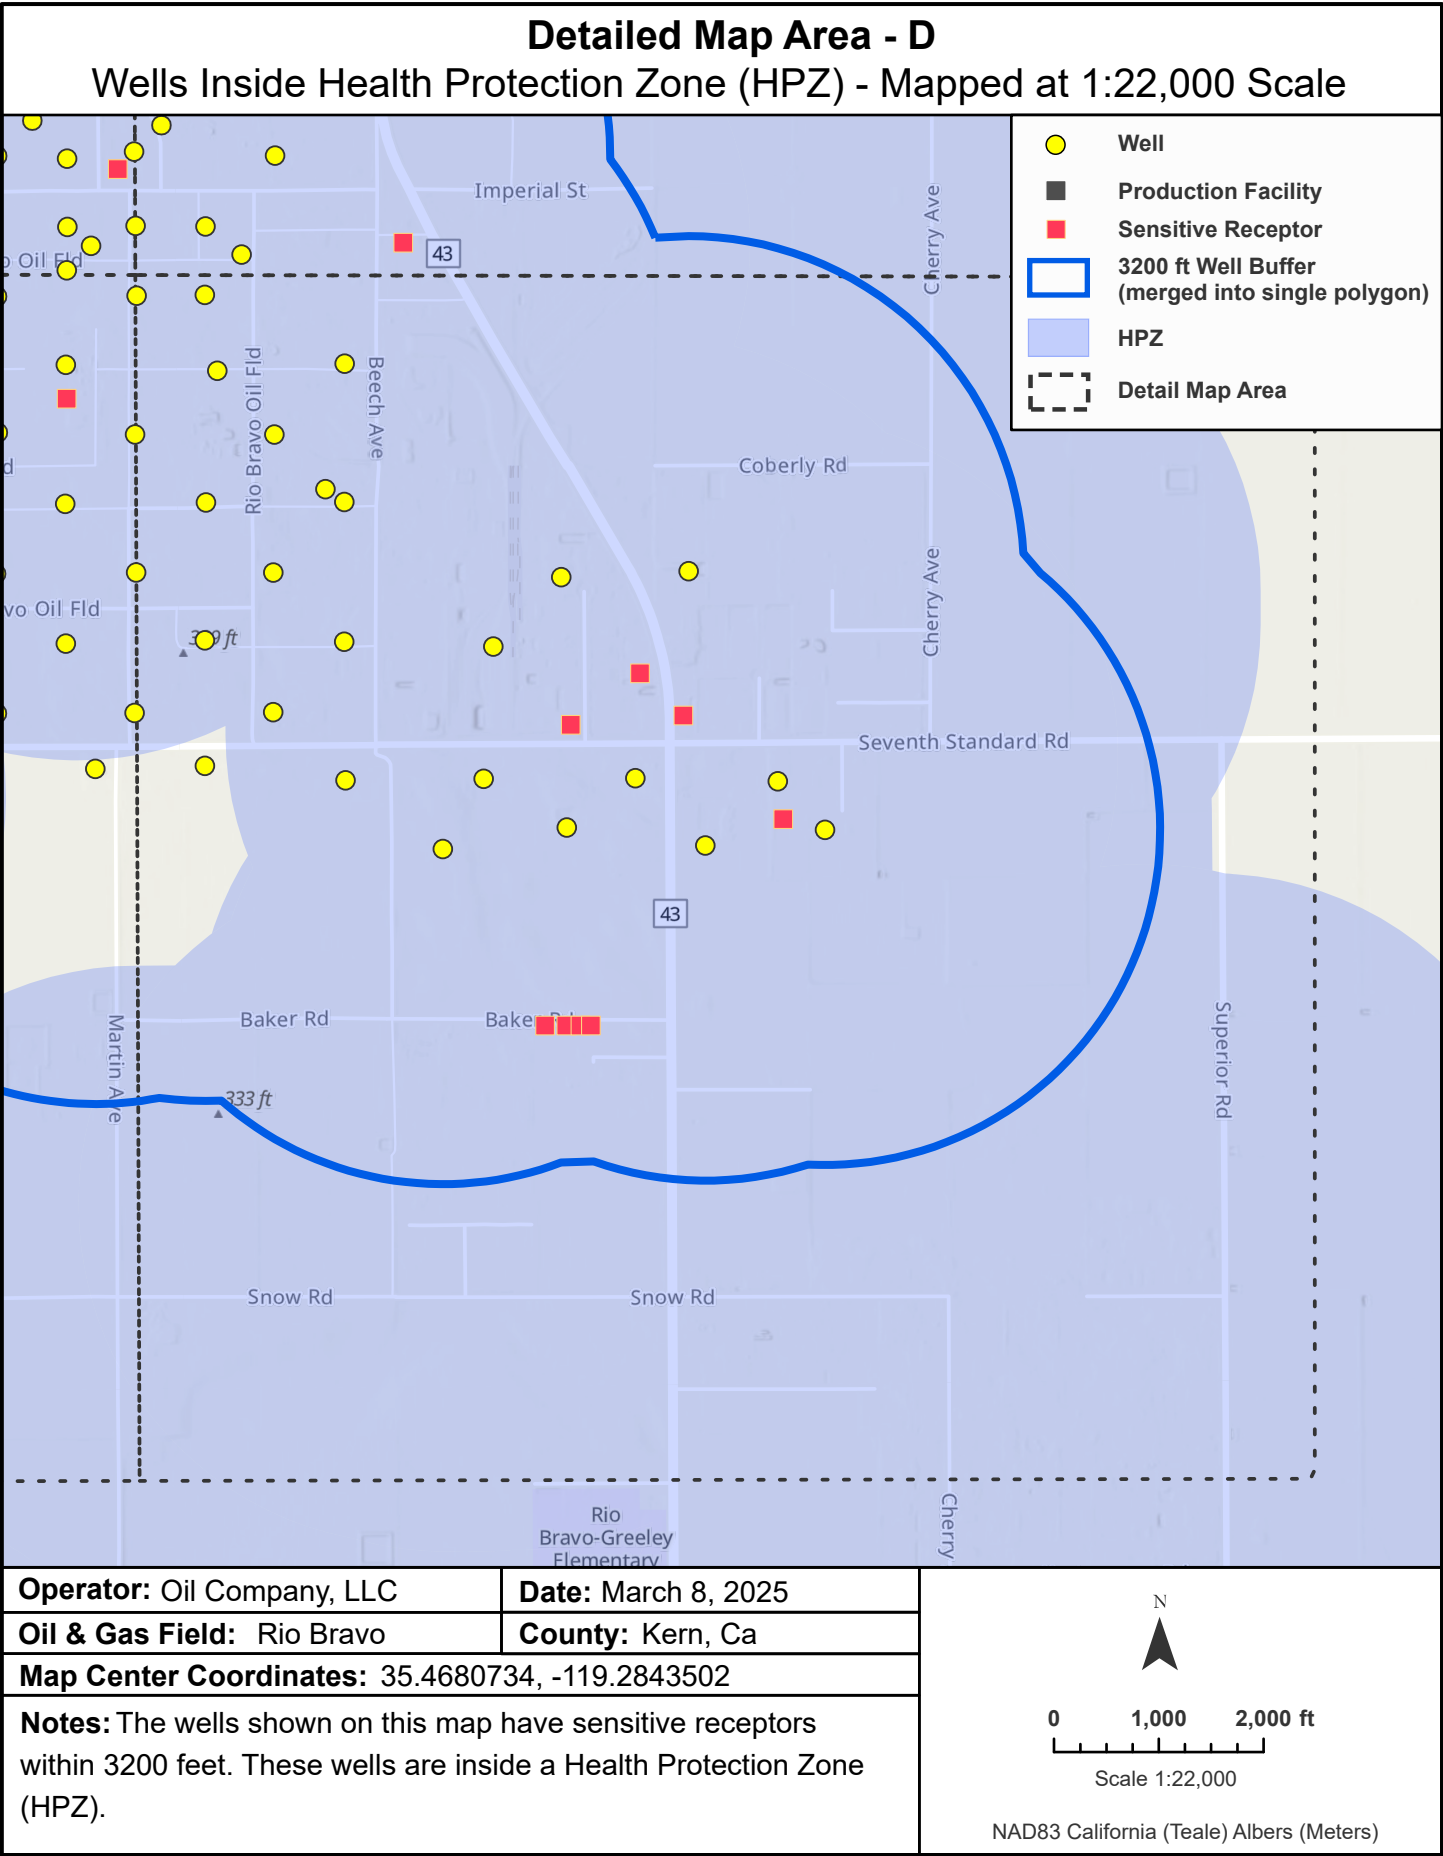 Detailed Map Area - D
Wells Inside Health Protection Zone (HPZ) - Mapped at 1:22,000 Scale
Well
Production Facility
Sensitive Receptor
3200 ft Well Buffer
(merged into single polygon)
HPZ
Detail Map Area
Imperial St
Cherry Ave
43
o Oil Fld
Rio Bravo Oil Fld
Beech Ave
Coberly Rd
d
Cherry Ave
vo Oil Fld
ft
Seventh Standard Rd
43
Martin Ave
Baker Rd
Baker Rd
Superior Rd
333 ft
Snow Rd
Snow Rd
Cherry
Rio
Bravo-Greeley
Elementary
Operator: Oil Company, LLC
Date: March 8, 2025
Oil & Gas Field: Rio Bravo
County: Kern, Ca
Map Center Coordinates: 35.4680734, -119.2843502
Notes: The wells shown on this map have sensitive receptors
within 3200 feet. These wells are inside a Health Protection Zone
(HPZ).
N
0 1,000 2,000 ft
Scale 1:22,000
NAD83 California (Teale) Albers (Meters)